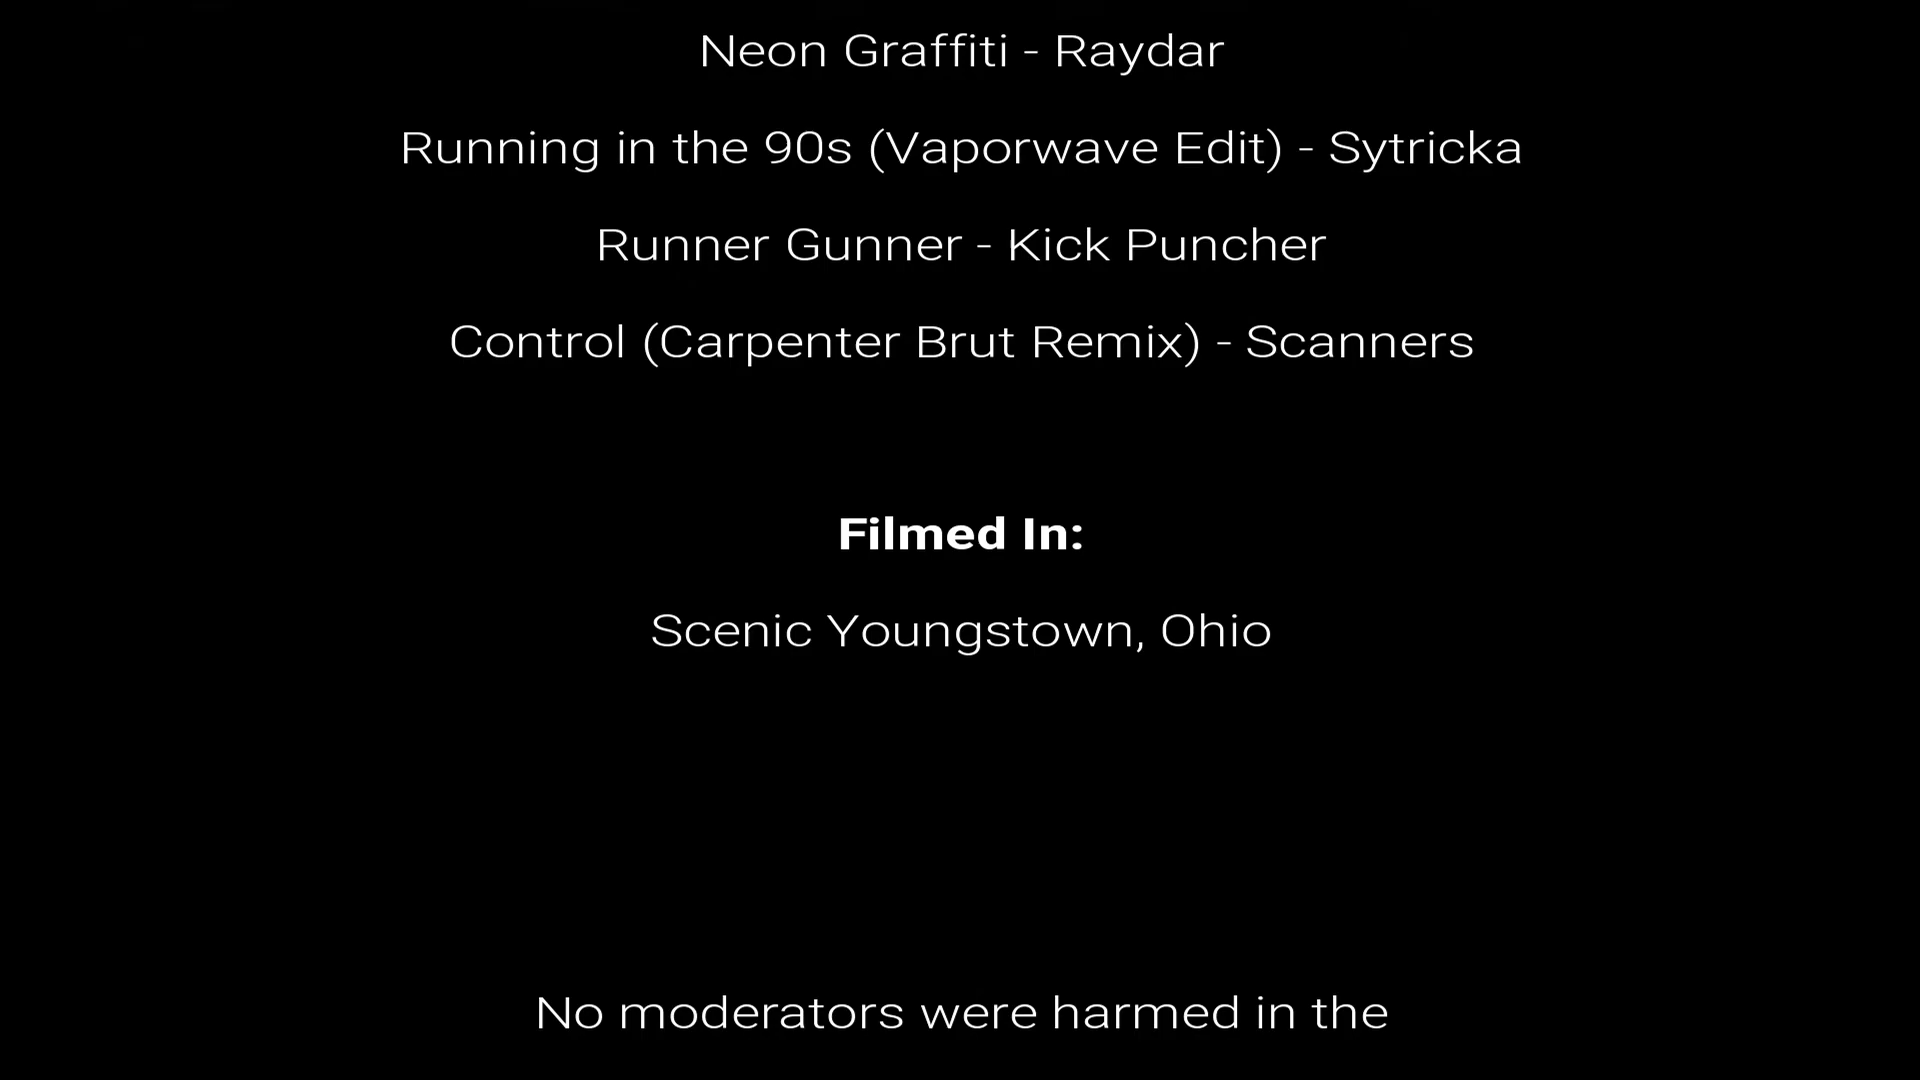 Neon Graffiti - Raydar
Running in the 90s (Vaporwave Edit) - Sytricka
Runner Gunner - Kick Puncher
Control (Carpenter Brut Remix) - Scanners
Filmed In:
Scenic Youngstown, Ohio
No moderators were harmed in the